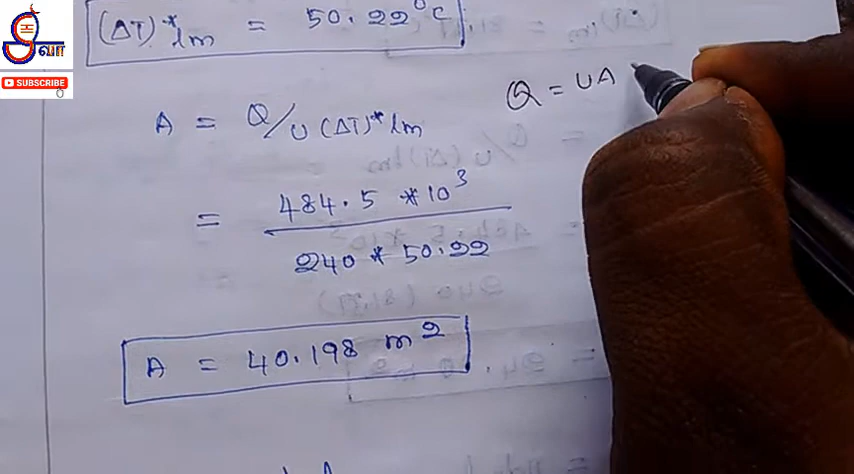 சிவா
SUBSCRIBE
(ΔT)*lm = 50.22°C
Q = UA
A = Q/U(ΔT)*lm
= 484.5 *10³ / 240 * 50.22
A = 40.198 m²